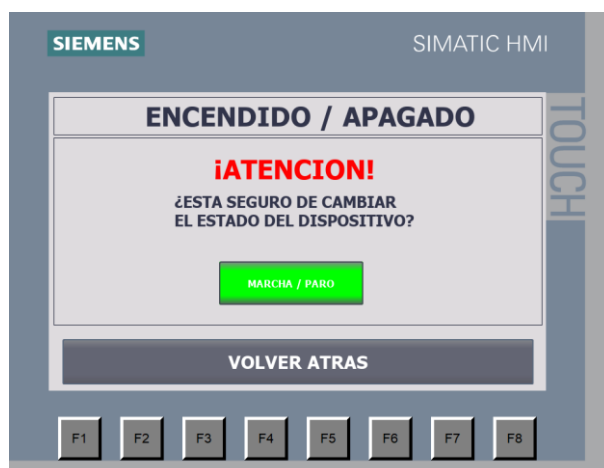 SIEMENS
SIMATIC HMI
TOUCH
ENCENDIDO / APAGADO
¡ATENCION!
¿ESTA SEGURO DE CAMBIAR
EL ESTADO DEL DISPOSITIVO?
MARCHA / PARO
VOLVER ATRAS
F1 F2 F3 F4 F5 F6 F7 F8